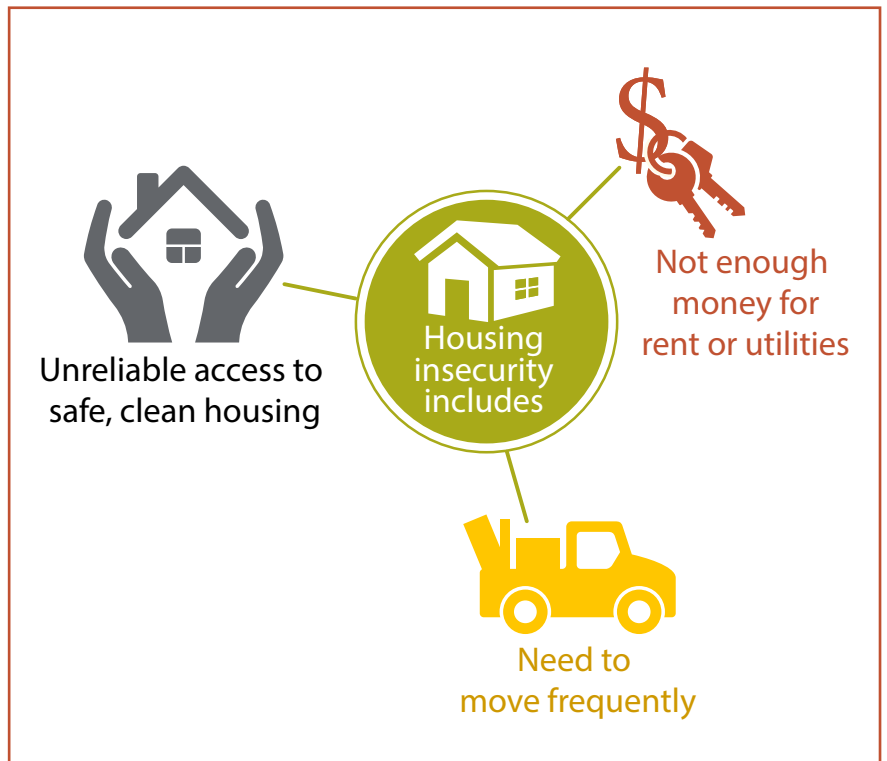 Housing
insecurity
includes
Unreliable access to
safe, clean housing
$
Not enough
money for
rent or utilities
Need to
move frequently